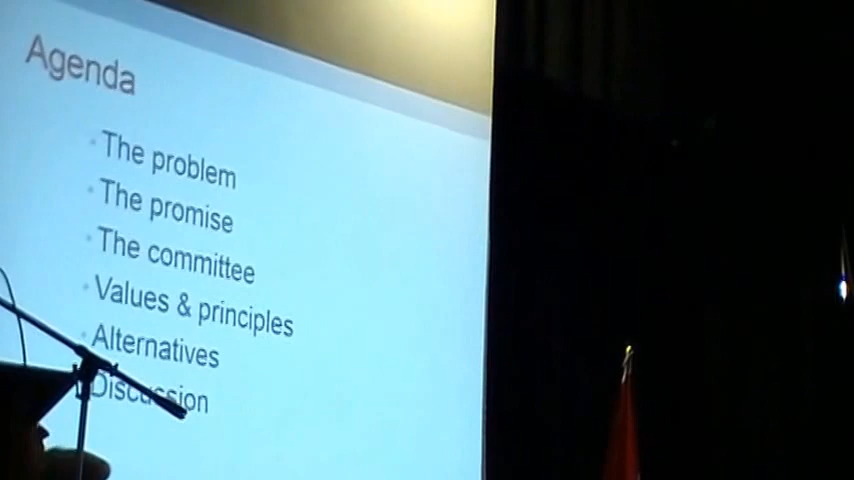 Agenda
The problem
The promise
The committee
Values & principles
Alternatives
Discussion